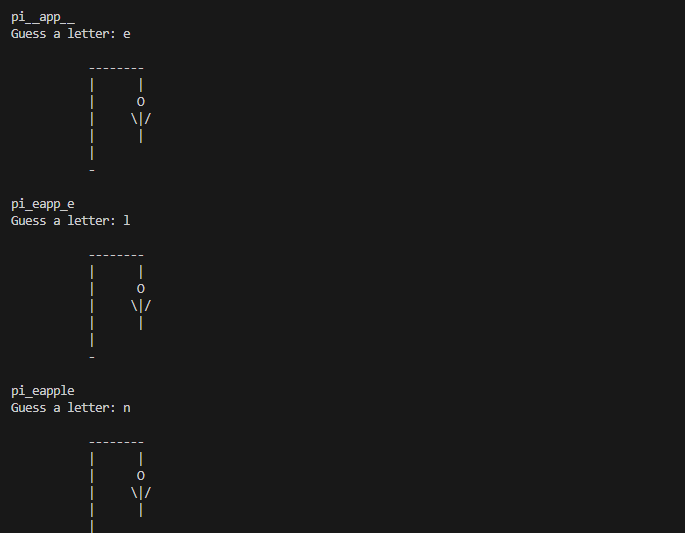 pi__app__
Guess a letter: e
           --------
           |      |
           |      O
           |     \|/
           |      |
           |
           -
pi_eapp_e
Guess a letter: l
           --------
           |      |
           |      O
           |     \|/
           |      |
           |
           -
pi_eapple
Guess a letter: n
           --------
           |      |
           |      O
           |     \|/
           |      |
           |